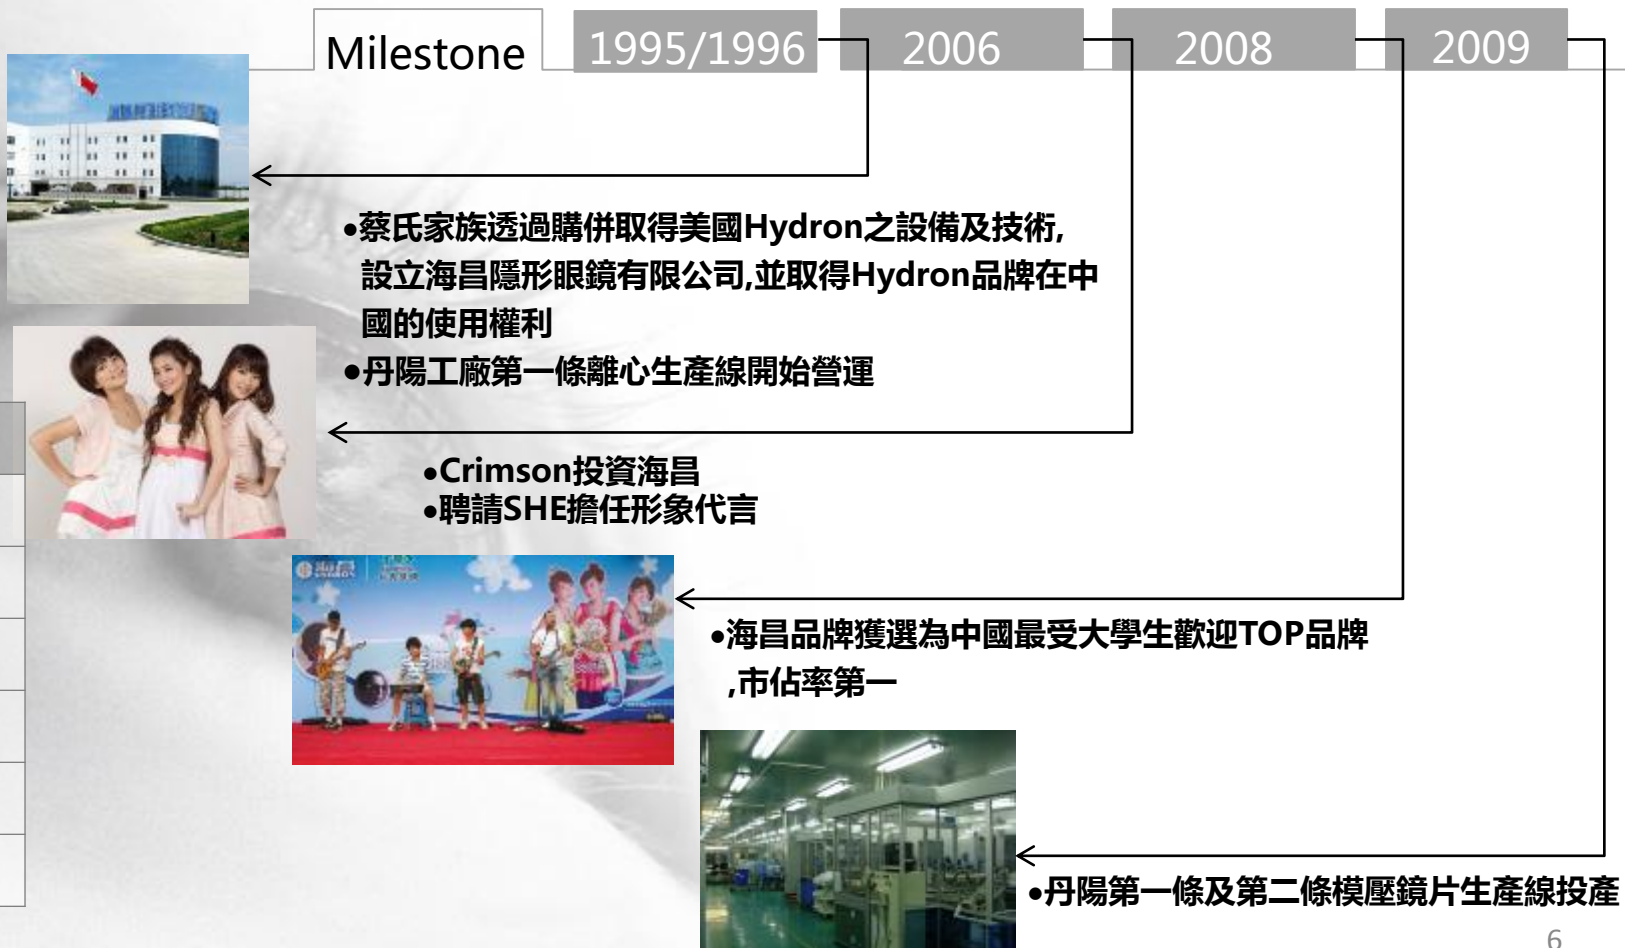 Milestone
1995/1996
2006
2008
2009
●蔡氏家族透過購併取得美國Hydron之設備及技術,
設立海昌隱形眼鏡有限公司,並取得Hydron品牌在中
國的使用權利
●丹陽工廠第一條離心生產線開始營運
●Crimson投資海昌
●聘請SHE擔任形象代言
海昌
HYDRON
●海昌品牌獲選為中國最受大學生歡迎TOP品牌
,市佔率第一
●丹陽第一條及第二條模壓鏡片生產線投產
6